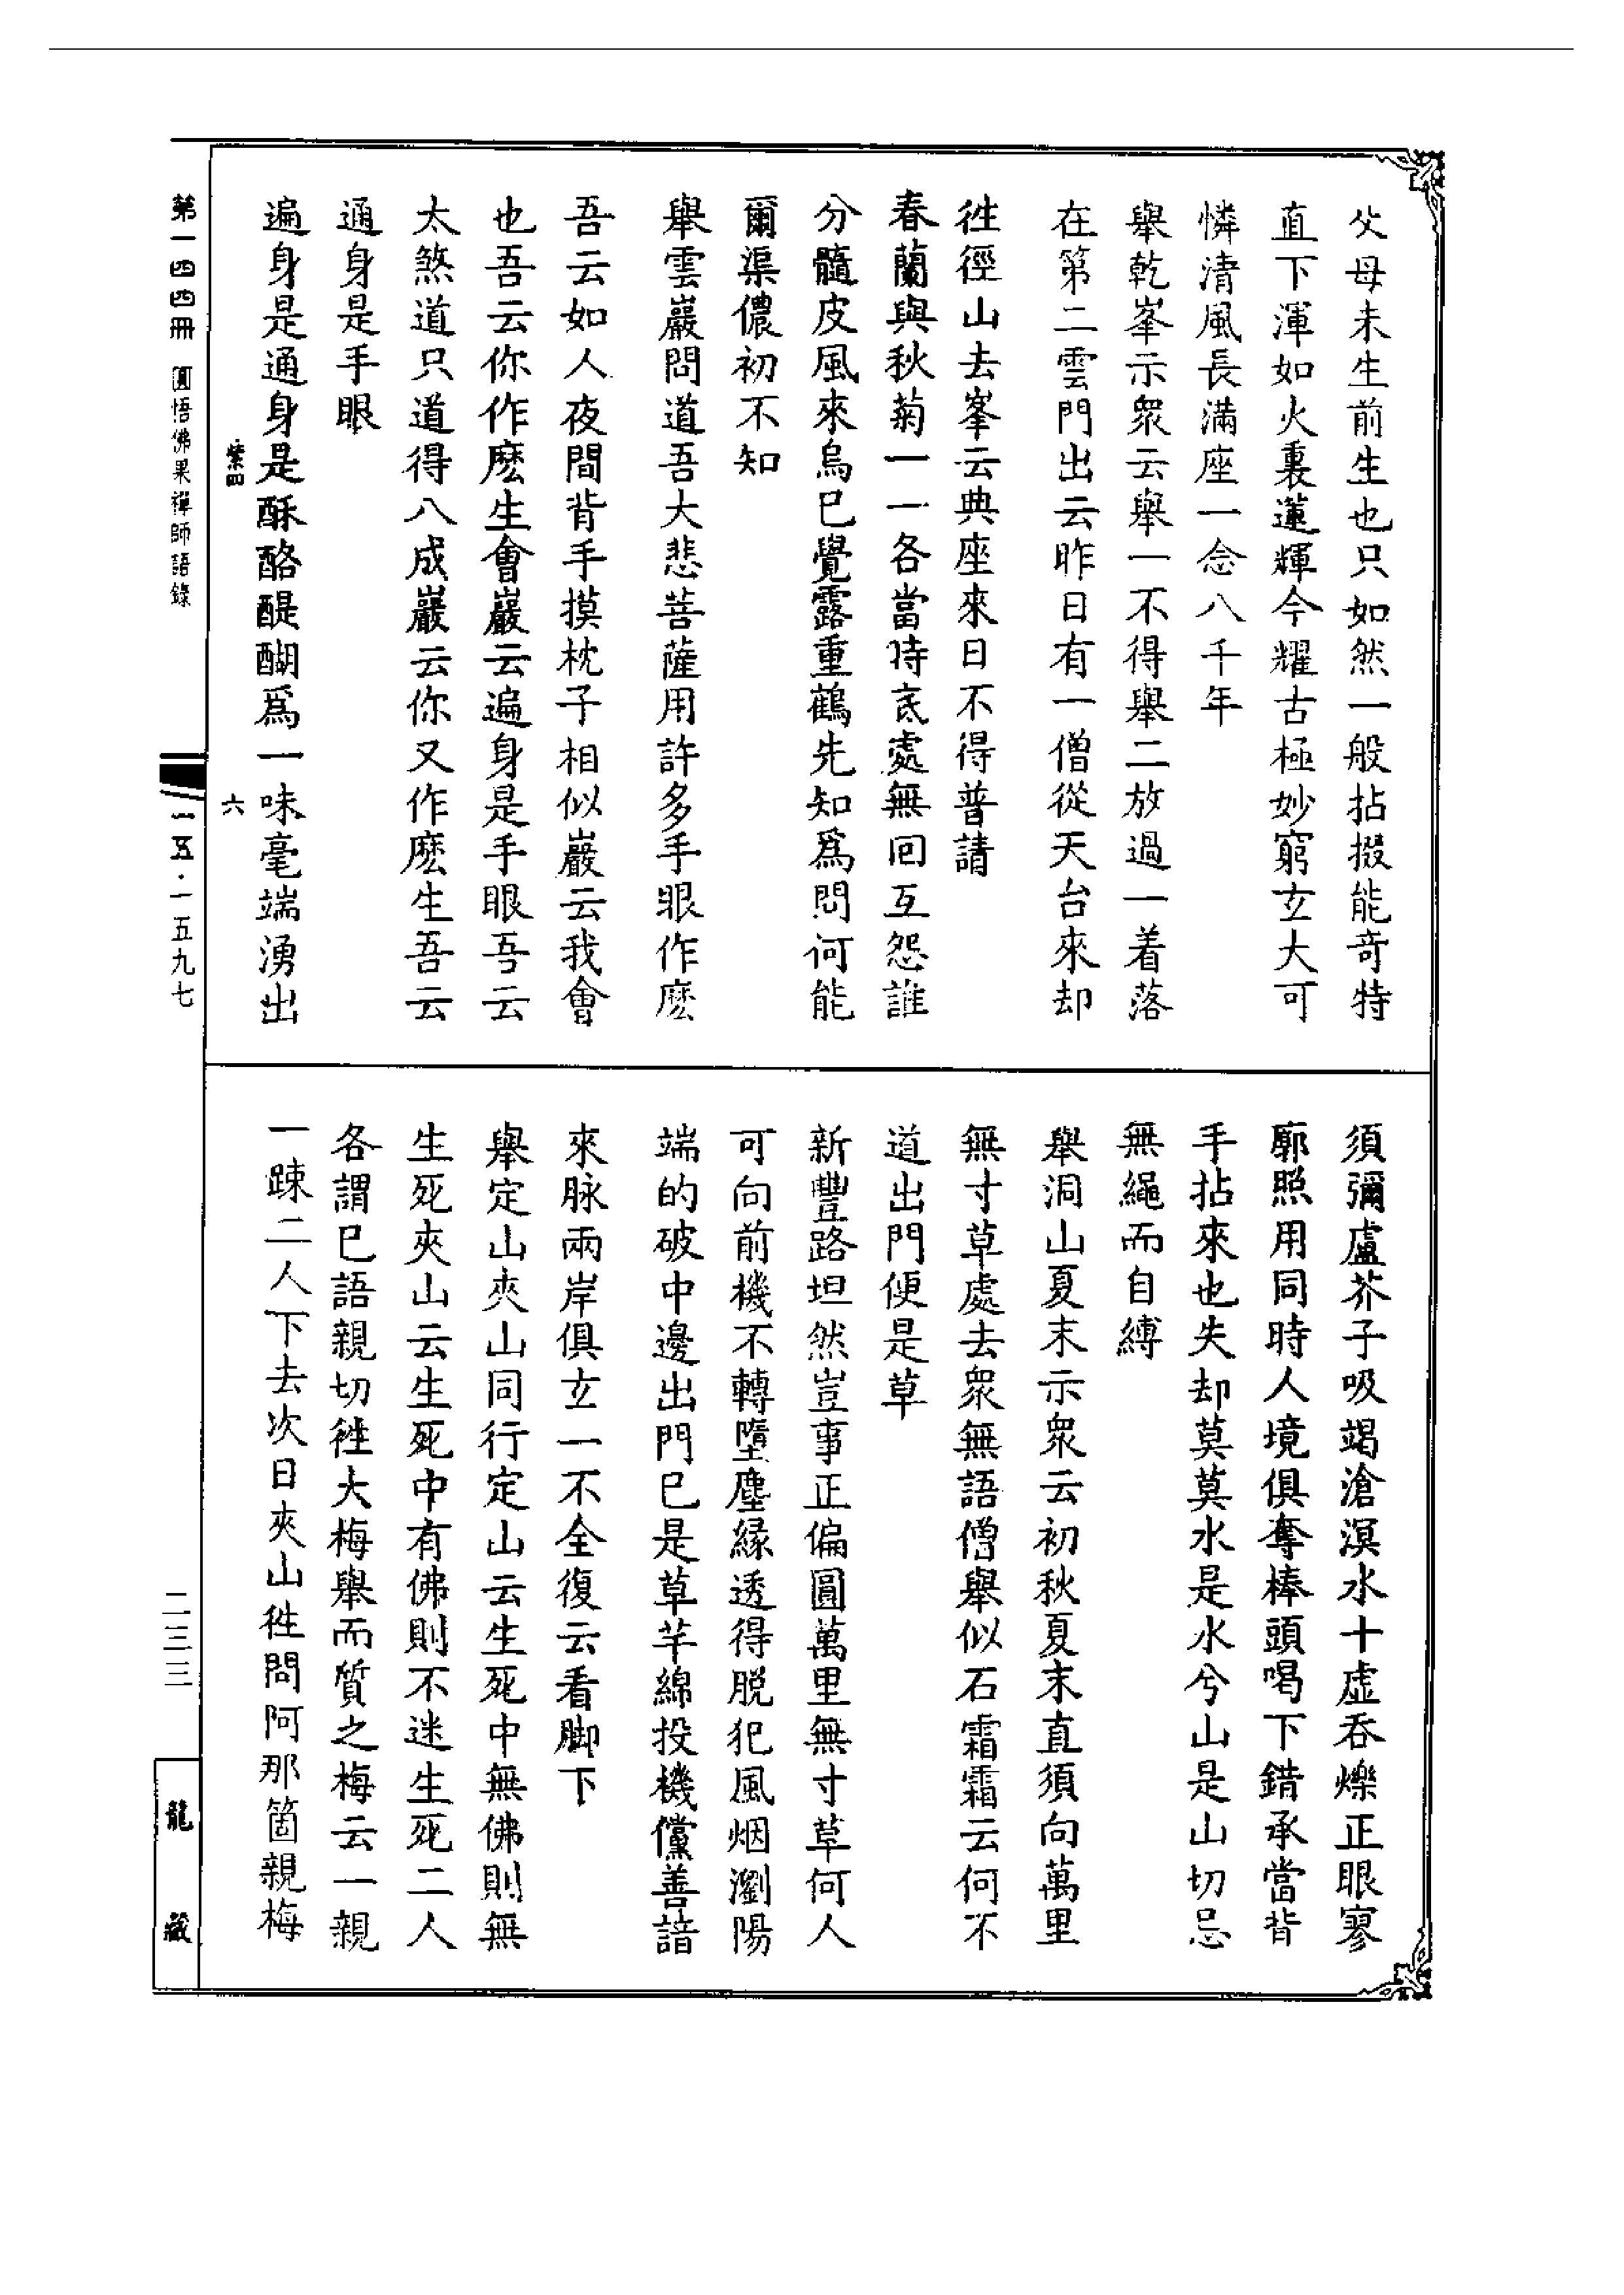 父母未生前生也只如然一般拈掇能奇特
直下渾如火裏蓮輝今耀古極妙窮玄大可
憐清風長滿座一念八千年
舉乾峯示衆云舉一不得舉二放過一着落
在第二雲門出云昨日有一僧從天台來却
徃徑山去峯云典座來日不得普請
春蘭與秋菊一一各當時底處無回互怨誰
分髓皮風來烏巳覺露重鶴先知爲問何能
爾渠儂初不知
舉雲巖問道吾大悲菩薩用許多手眼作麽
吾云如人夜間背手摸枕子相似巖云我會
也吾云你作麽生會巖云遍身是手眼吾云
太煞道只道得八成巖云你又作麽生吾云
通身是手眼
遍身是通身是酥酪醍醐爲一味毫端湧出
紫四
六
須彌盧芥子吸竭滄溟水十虛吞爍正眼寥
廓照用同時人境俱奪棒頭喝下錯承當背
手拈來也失却莫莫水是水兮山是山切忌
無繩而自縛
舉洞山夏末示衆云初秋夏末直須向萬里
無寸草處去衆無語僧舉似石霜霜云何不
道出門便是草
新豐路坦然豈事正偏圓萬里無寸草何人
可向前機不轉墮塵緣透得脱犯風烟瀏陽
端的破中邊出門巳是草芊綿投機儻善諳
來脉兩岸俱玄一不全復云看脚下
舉定山夾山同行定山云生死中無佛則無
生死夾山云生死中有佛則不迷生死二人
各謂巳語親切徃大梅舉而質之梅云一親
一踈二人下去次日夾山徃問阿那箇親梅
第一四四冊 圓悟佛果禪師語錄
一五·一五九七
二三三
龍藏